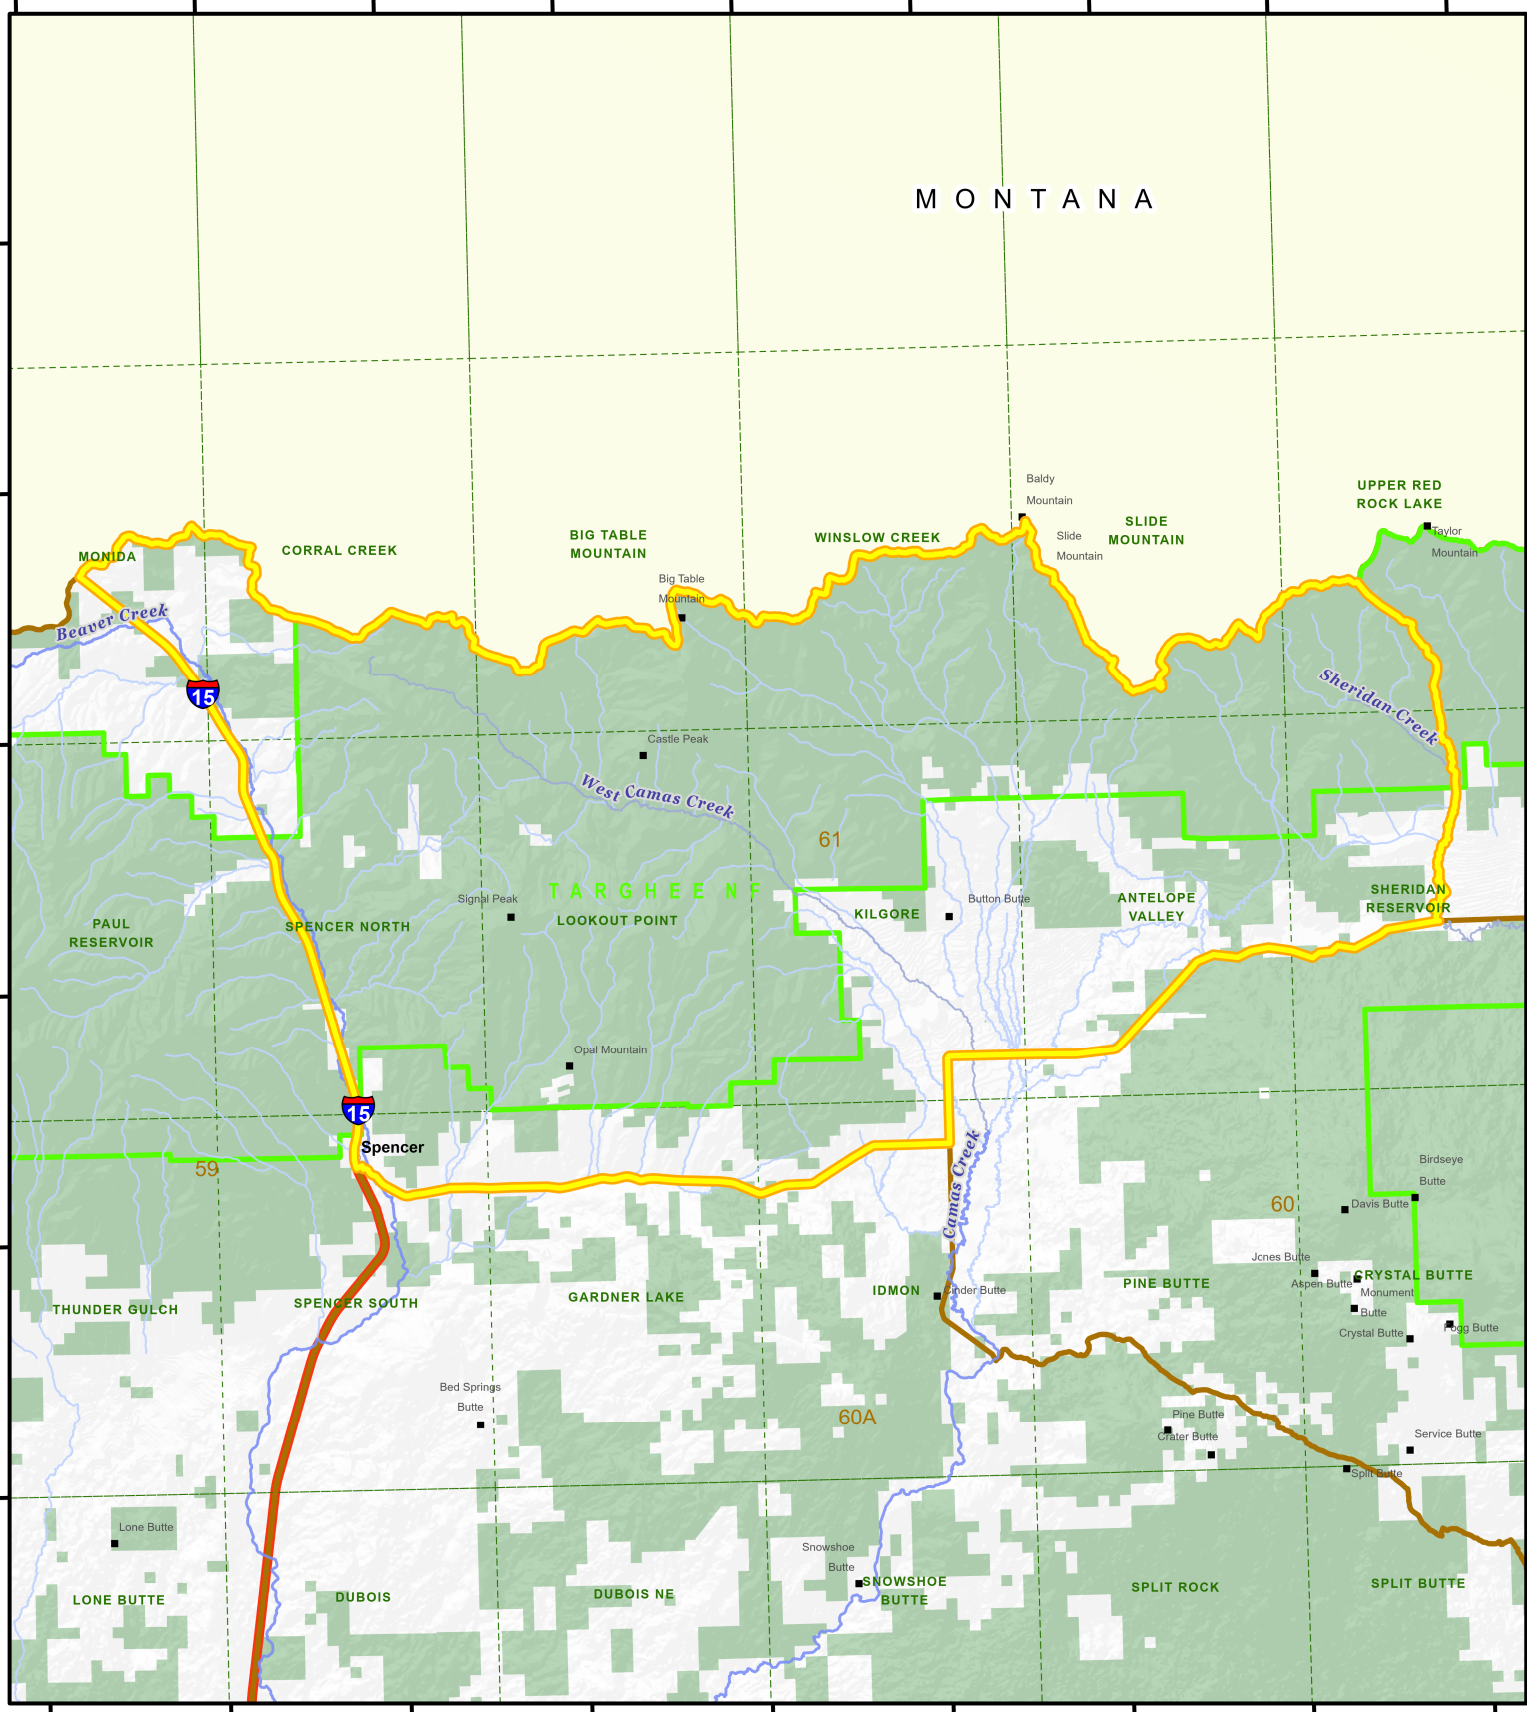 MONTANA
Baldy
Mountain
UPPER RED
ROCK LAKE
SLIDE
MOUNTAIN
Taylor
Mountain
BIG TABLE
MOUNTAIN
WINSLOW CREEK
Slide
Mountain
CORRAL CREEK
MONIDA
Big Table
Mountain
Beaver Creek
15
Sheridan Creek
Castle Peak
West Camas Creek
61
TARGHEE NF
Signal Peak
LOOKOUT POINT
KILGORE
Button Butte
ANTELOPE
VALLEY
SHERIDAN
RESERVOIR
PAUL
RESERVOIR
SPENCER NORTH
Opal Mountain
15
Spencer
59
Camas Creek
Birdseye
Butte
60
Davis Butte
Jones Butte
Aspen Butte
CRYSTAL BUTTE
Monument
Butte
PINE BUTTE
IDMON
Cinder Butte
GARDNER LAKE
SPENCER SOUTH
THUNDER GULCH
Crystal Butte
Fogg Butte
Bed Springs
Butte
60A
Pine Butte
Crater Butte
Service Butte
Split Butte
Lone Butte
Snowshoe
Butte
SNOWSHOE
BUTTE
SPLIT ROCK
SPLIT BUTTE
LONE BUTTE
DUBOIS
DUBOIS NE